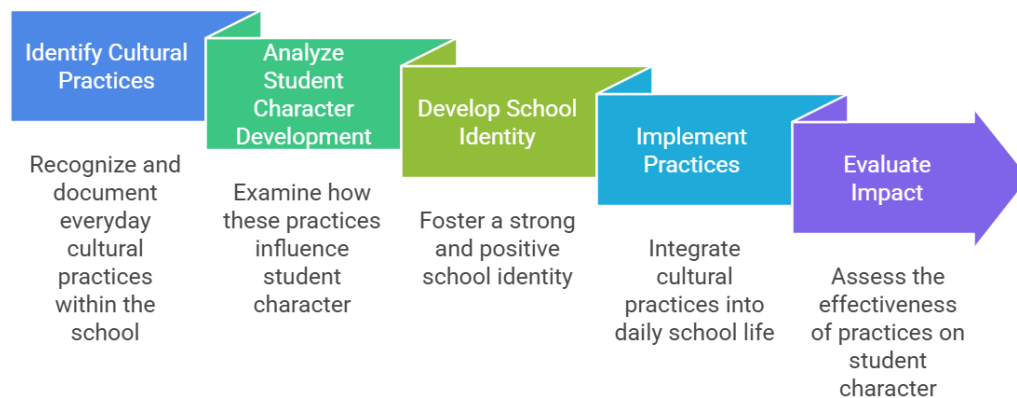 Identify Cultural
Practices
Recognize and
document
everyday
cultural
practices
within the
school
Analyze
Student
Character
Development
Examine how
these practices
influence
student
character
Develop School
Identity
Foster a strong
and positive
school identity
Implement
Practices
Integrate
cultural
practices into
daily school life
Evaluate
Impact
Assess the
effectiveness
of practices on
student
character